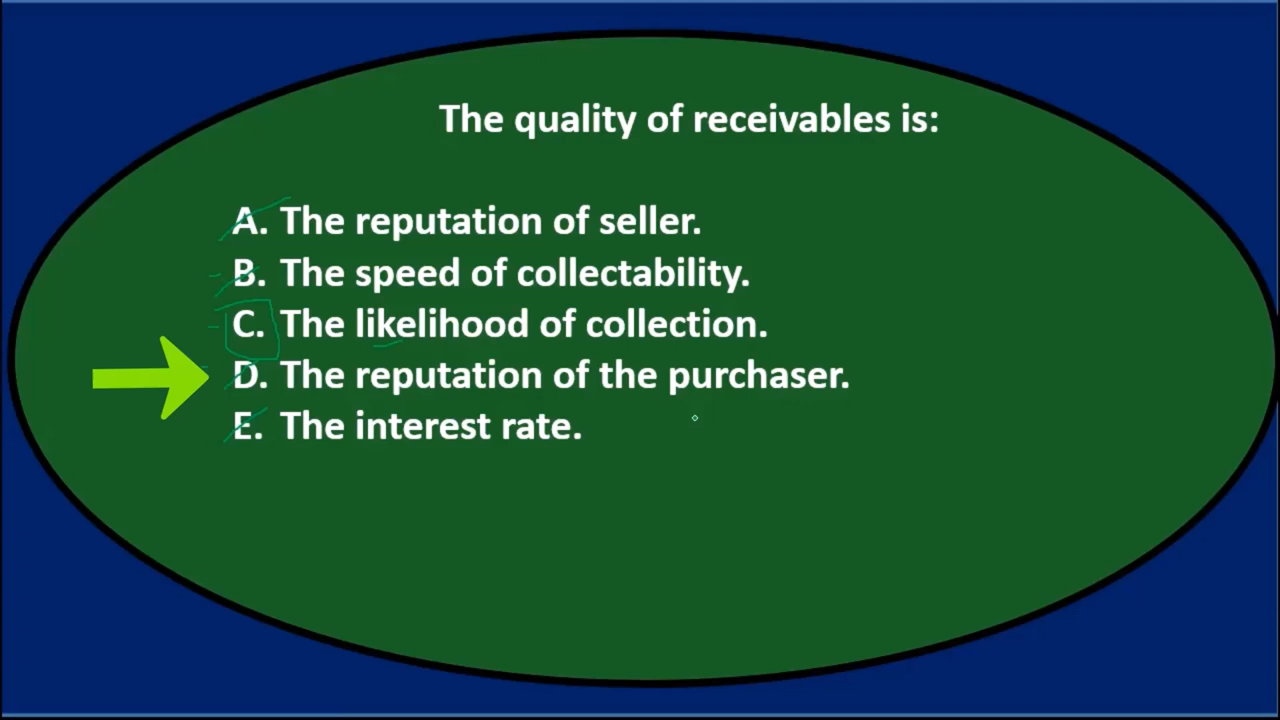 The quality of receivables is:
A. The reputation of seller.
B. The speed of collectability.
C. The likelihood of collection.
D. The reputation of the purchaser.
E. The interest rate.